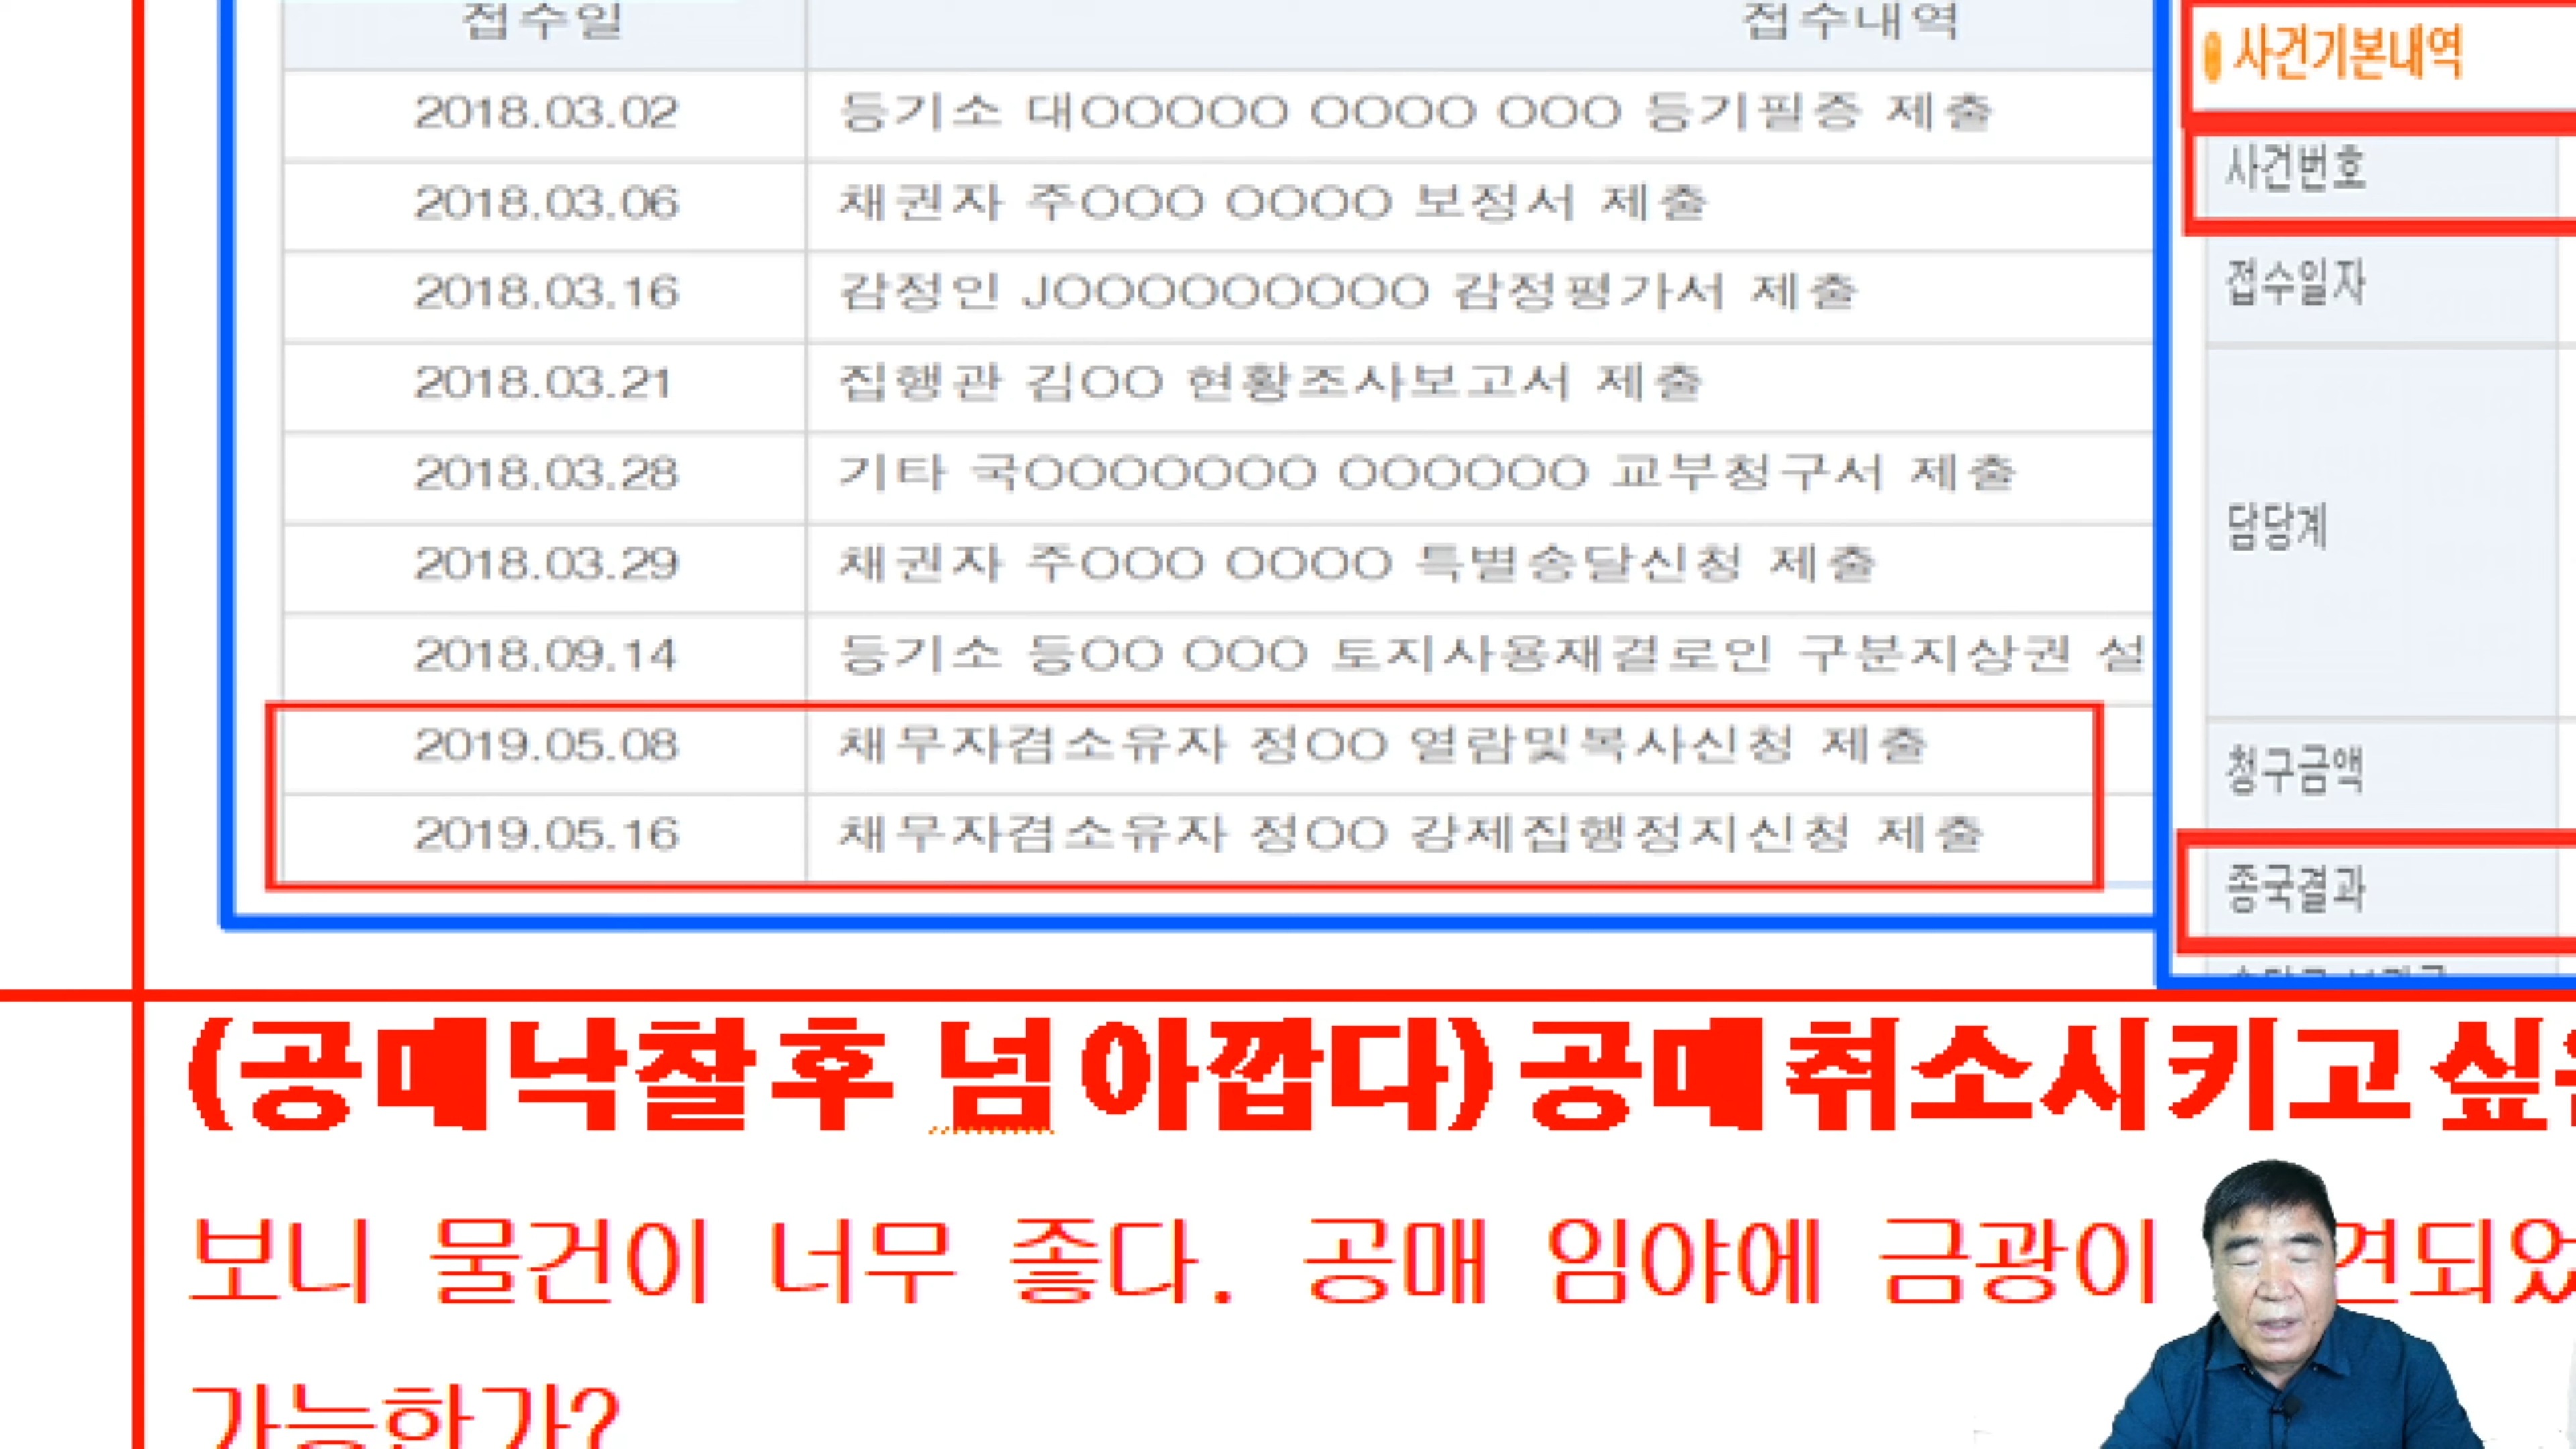 접수일 접수내역
2018.03.02 등기소 대OOOOO OOOO OOO 등기필증 제출
2018.03.06 채권자 주OOO OOOO 보정서 제출
2018.03.16 감정인 JOOOOOOOOO 감정평가서 제출
2018.03.21 집행관 김OO 현황조사보고서 제출
2018.03.28 기타 국OOOOOOO OOOOOO 교부청구서 제출
2018.03.29 채권자 주OOO OOOO 특별송달신청 제출
2018.09.14 등기소 등OO OOO 토지사용재결로인 구분지상권 설
2019.05.08 채무자겸소유자 정OO 열람및복사신청 제출
2019.05.16 채무자겸소유자 정OO 강제집행정지신청 제출
사건기본내역
사건번호
접수일자
담당계
청구금액
종국결과
(공매낙찰후 넘 아깝다) 공매취소시키고
보니 물건이 너무 좋다. 공매 임야에 금광이
가능한가?